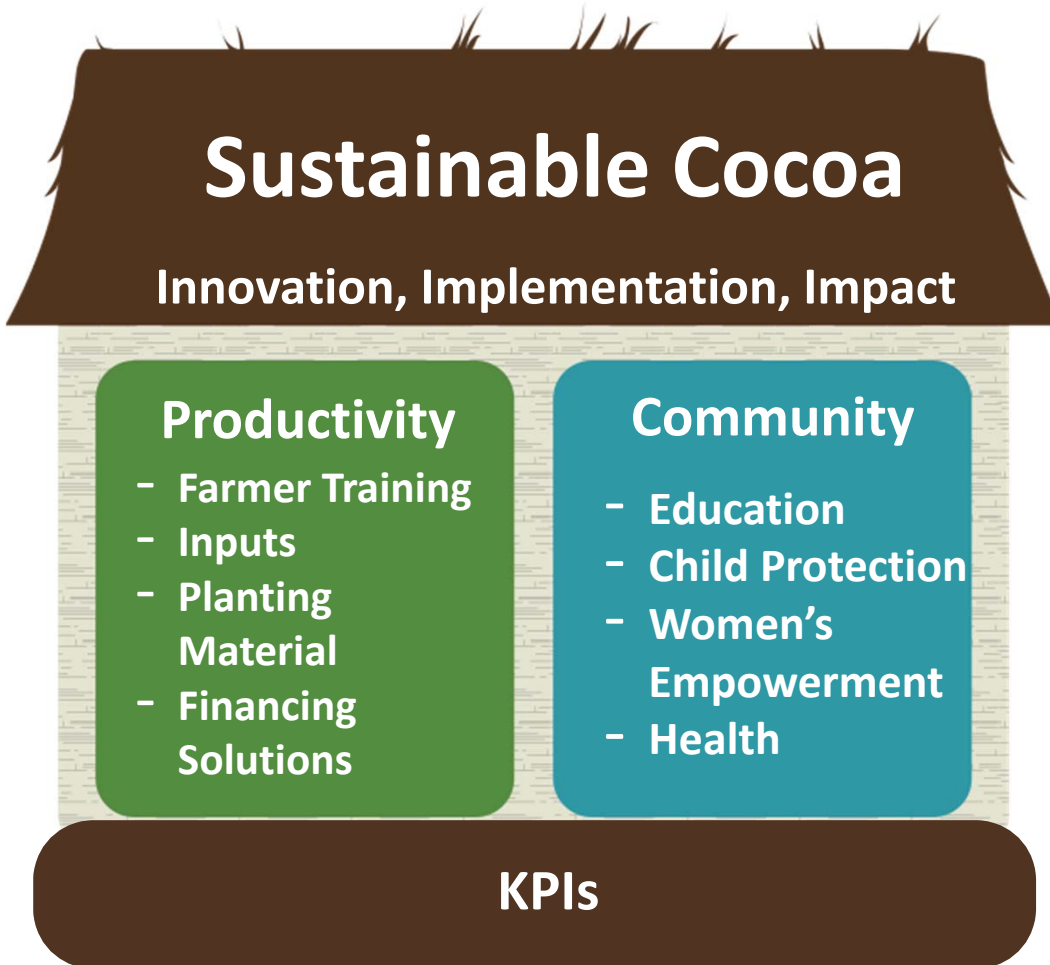 Sustainable Cocoa
Innovation, Implementation, Impact
Productivity
- Farmer Training
- Inputs
- Planting
Material
- Financing
Solutions
Community
- Education
- Child Protection
- Women’s
Empowerment
- Health
KPIs